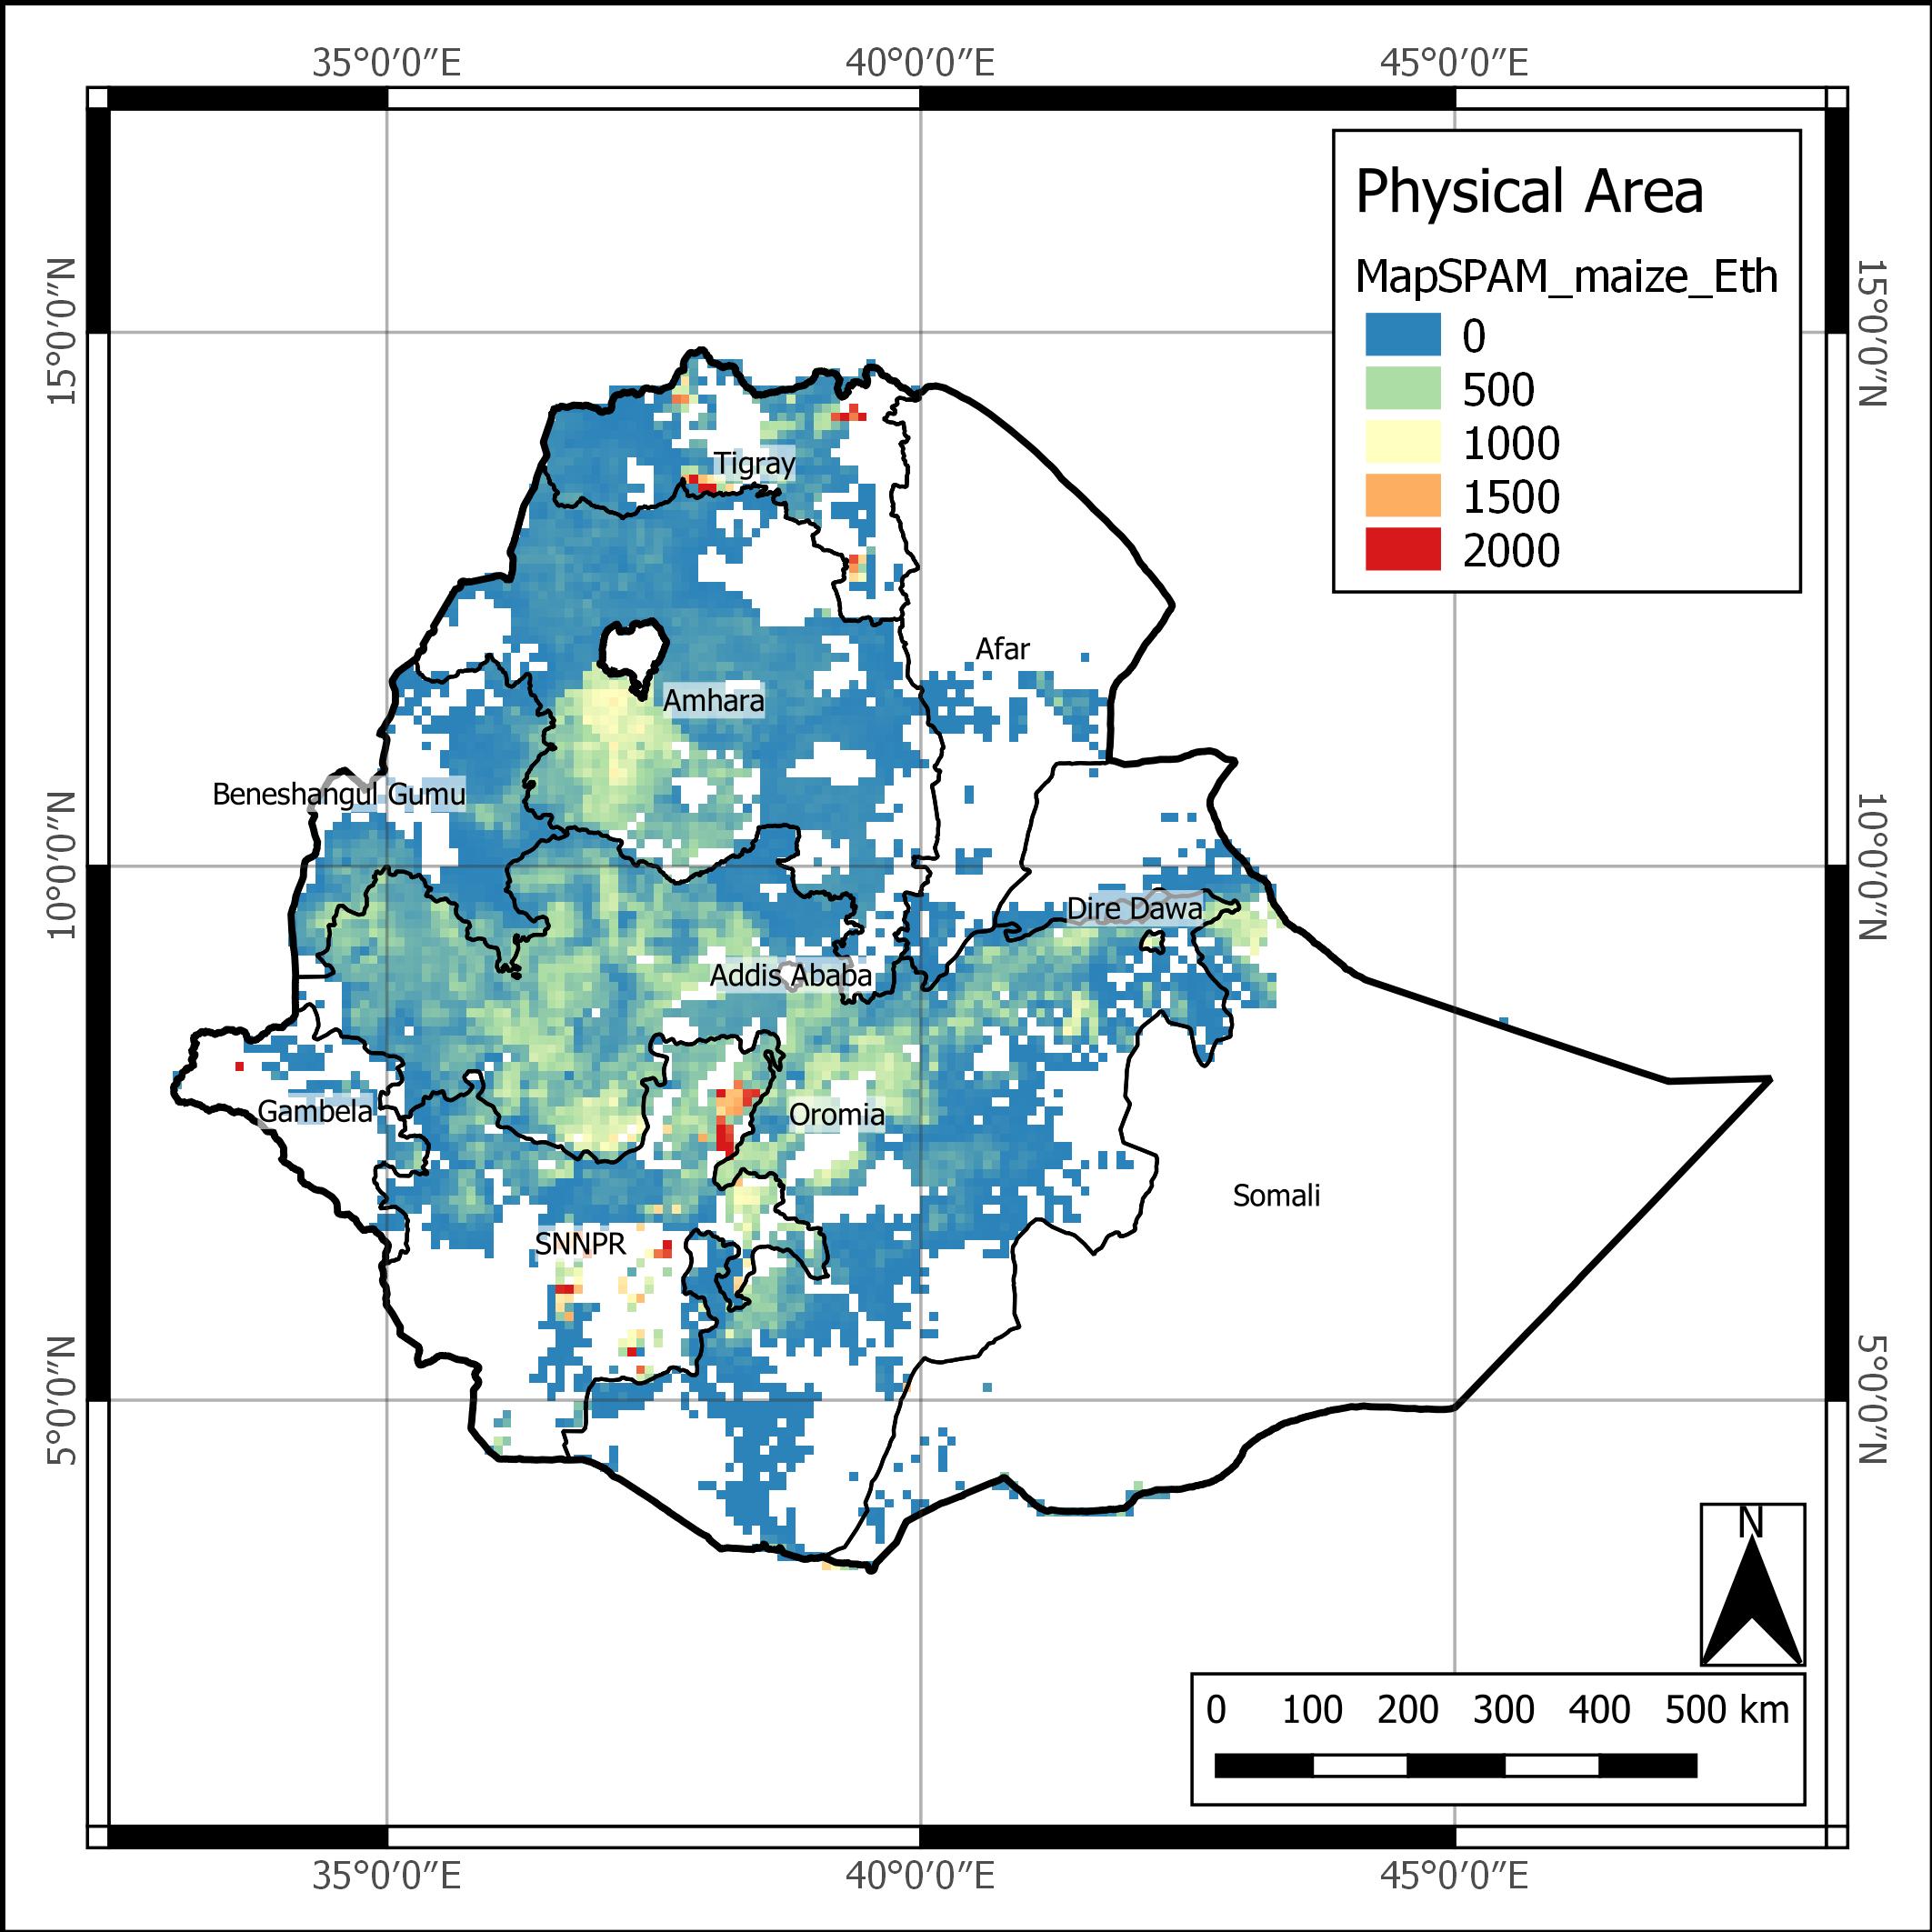 35°0′0″E 40°0′0″E 45°0′0″E
Physical Area
MapSPAM_maize_Eth
0
500
1000
1500
2000
15°0′0″N
15°0′0″N
Tigray
Afar
Amhara
Beneshangul Gumu
10°0′0″N
10°0′0″N
Dire Dawa
Addis Ababa
Gambela
Oromia
Somali
SNNPR
5°0′0″N
5°0′0″N
N
0 100 200 300 400 500 km
35°0′0″E 40°0′0″E 45°0′0″E